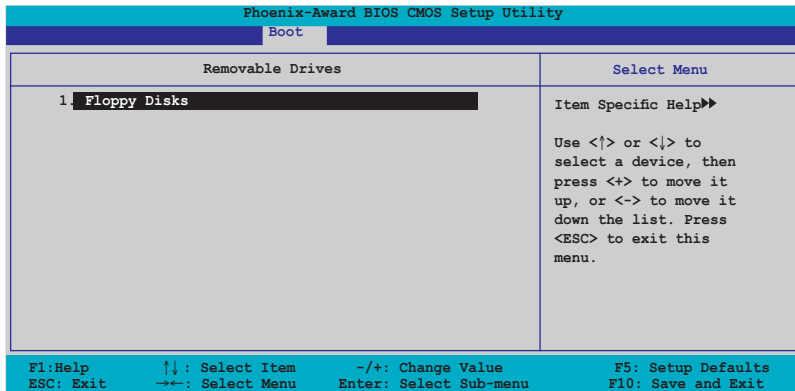 Phoenix-Award BIOS CMOS Setup Utility
Boot
Removable Drives
Select Menu
1. Floppy Disks
Item Specific Help▶▶
Use <↑> or <↓> to
select a device, then
press <+> to move it
up, or <-> to move it
down the list. Press
<ESC> to exit this
menu.
F1:Help ↑↓ : Select Item -/+: Change Value F5: Setup Defaults
ESC: Exit →←: Select Menu Enter: Select Sub-menu F10: Save and Exit